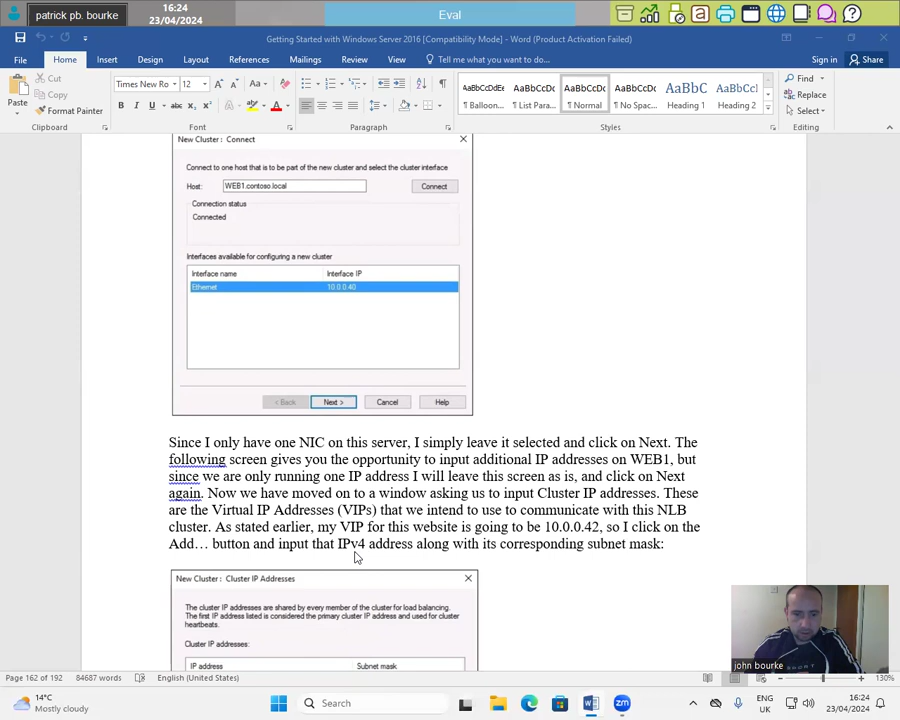 patrick pb. bourke
16:24
23/04/2024
Eval
Getting Started with Windows Server 2016 [Compatibility Mode] - Word (Product Activation Failed)
File Home Insert Design Layout References Mailings Review View Tell me what you want to do... Sign in Share
Paste
Cut
Copy
Format Painter
Times New Ro 12
AaBbCcDdEe AaBbCcDc AaBbCcDc AaBbCcDc AaBbC AaBbCcl
¶ Balloon... ¶ List Para... ¶ Normal ¶ No Spac... Heading 1 Heading 2
Find
Replace
Select
Clipboard Font Paragraph Styles Editing
New Cluster : Connect
Connect to one host that is to be part of the new cluster and select the cluster interface
Host: WEB1.contoso.local Connect
Connection status
Connected
Interfaces available for configuring a new cluster
Interface name Interface IP
Ethernet 10.0.0.40
< Back Next > Cancel Help
Since I only have one NIC on this server, I simply leave it selected and click on Next. The
following screen gives you the opportunity to input additional IP addresses on WEB1, but
since we are only running one IP address I will leave this screen as is, and click on Next
again. Now we have moved on to a window asking us to input Cluster IP addresses. These
are the Virtual IP Addresses (VIPs) that we intend to use to communicate with this NLB
cluster. As stated earlier, my VIP for this website is going to be 10.0.0.42, so I click on the
Add… button and input that IPv4 address along with its corresponding subnet mask:
New Cluster : Cluster IP Addresses
The cluster IP addresses are shared by every member of the cluster for load balancing.
The first IP address listed is considered the primary cluster IP address and used for cluster
heartbeats.
Cluster IP addresses:
IP address Subnet mask
john bourke
Page 162 of 192 84687 words English (United States) 130%
14°C
Mostly cloudy
Search
ENG
UK
16:24
23/04/2024